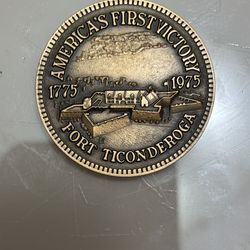 AMERICA'S FIRST VICTORY
1775 1975
FORT TICONDEROGA